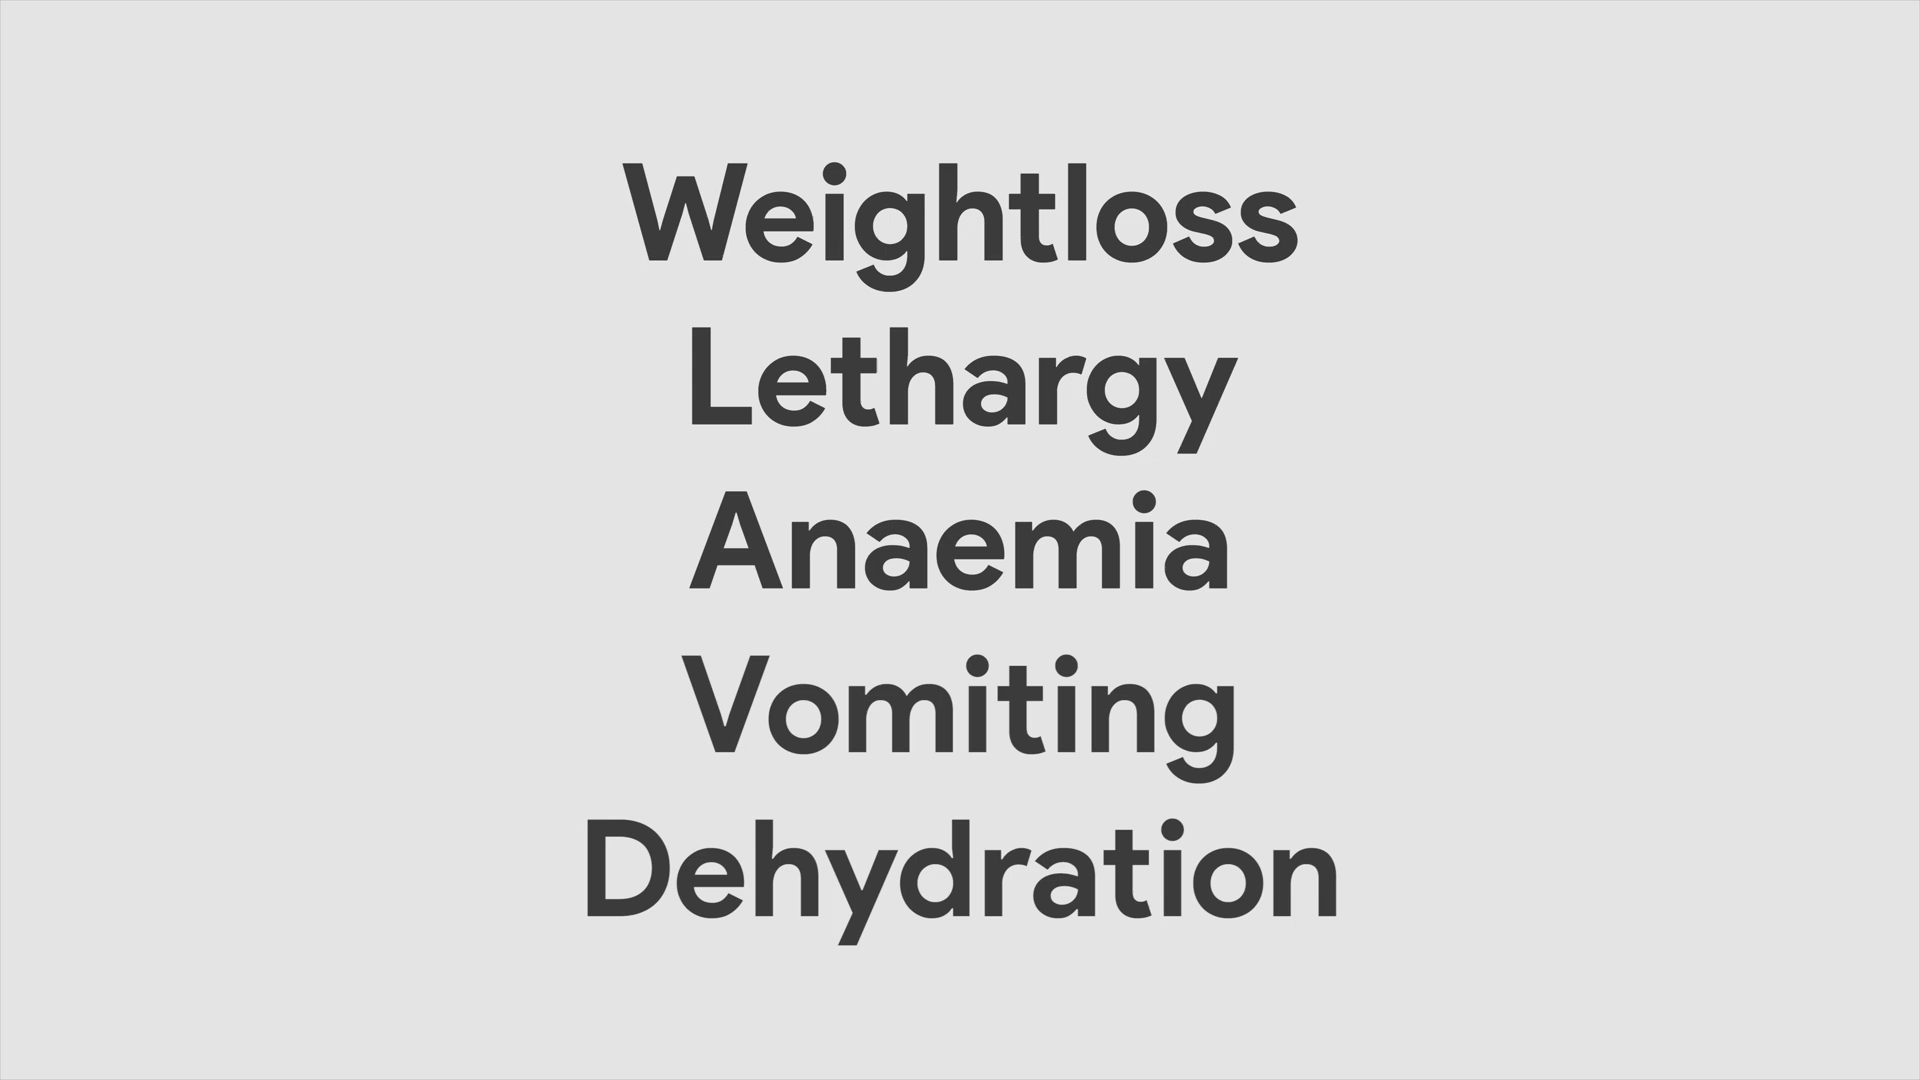 Weightloss
Lethargy
Anaemia
Vomiting
Dehydration